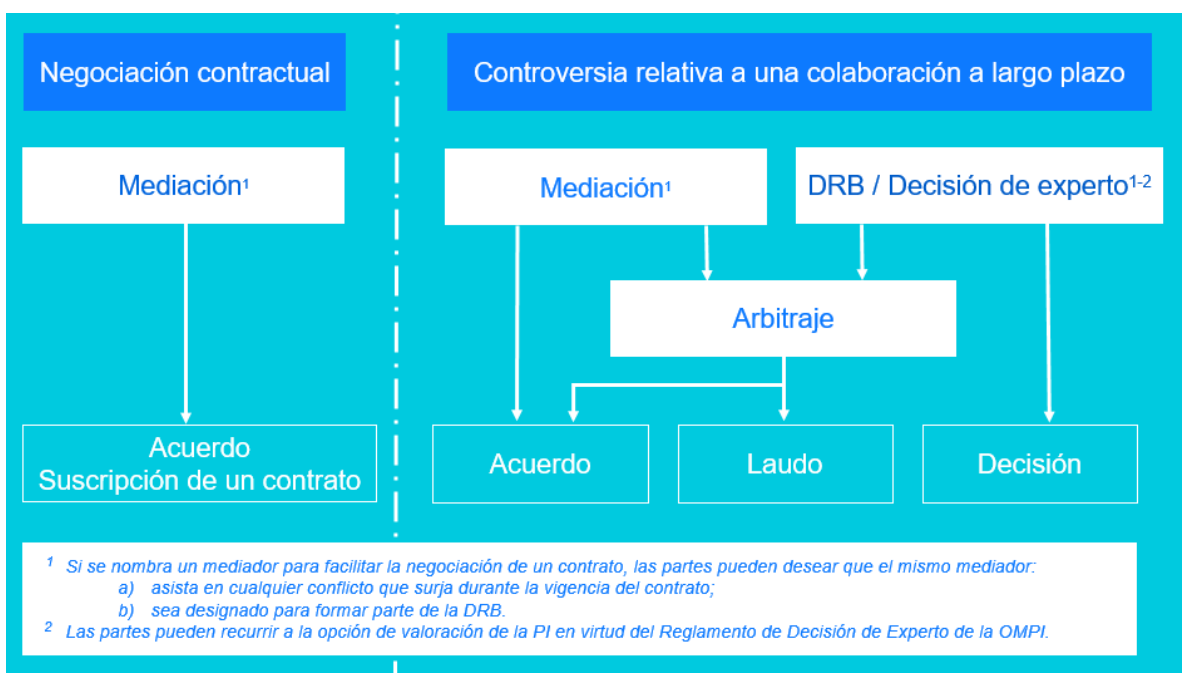 Negociación contractual
Controversia relativa a una colaboración a largo plazo
Mediación¹
Mediación¹
DRB / Decisión de experto¹⁻²
Arbitraje
Acuerdo
Suscripción de un contrato
Acuerdo
Laudo
Decisión
¹ Si se nombra un mediador para facilitar la negociación de un contrato, las partes pueden desear que el mismo mediador:
a) asista en cualquier conflicto que surja durante la vigencia del contrato;
b) sea designado para formar parte de la DRB.
² Las partes pueden recurrir a la opción de valoración de la PI en virtud del Reglamento de Decisión de Experto de la OMPI.